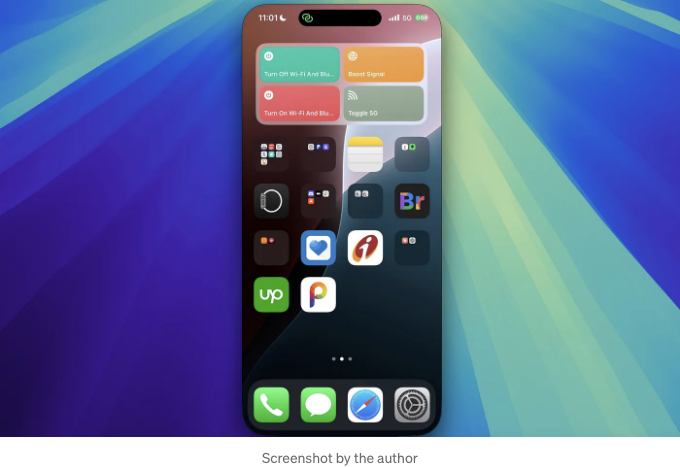 11:01
5G
Turn Off Wi-Fi And Blu...
Boost Signal
Turn On Wi-Fi And Blu...
Toggle 5G
Br
up
Screenshot by the author